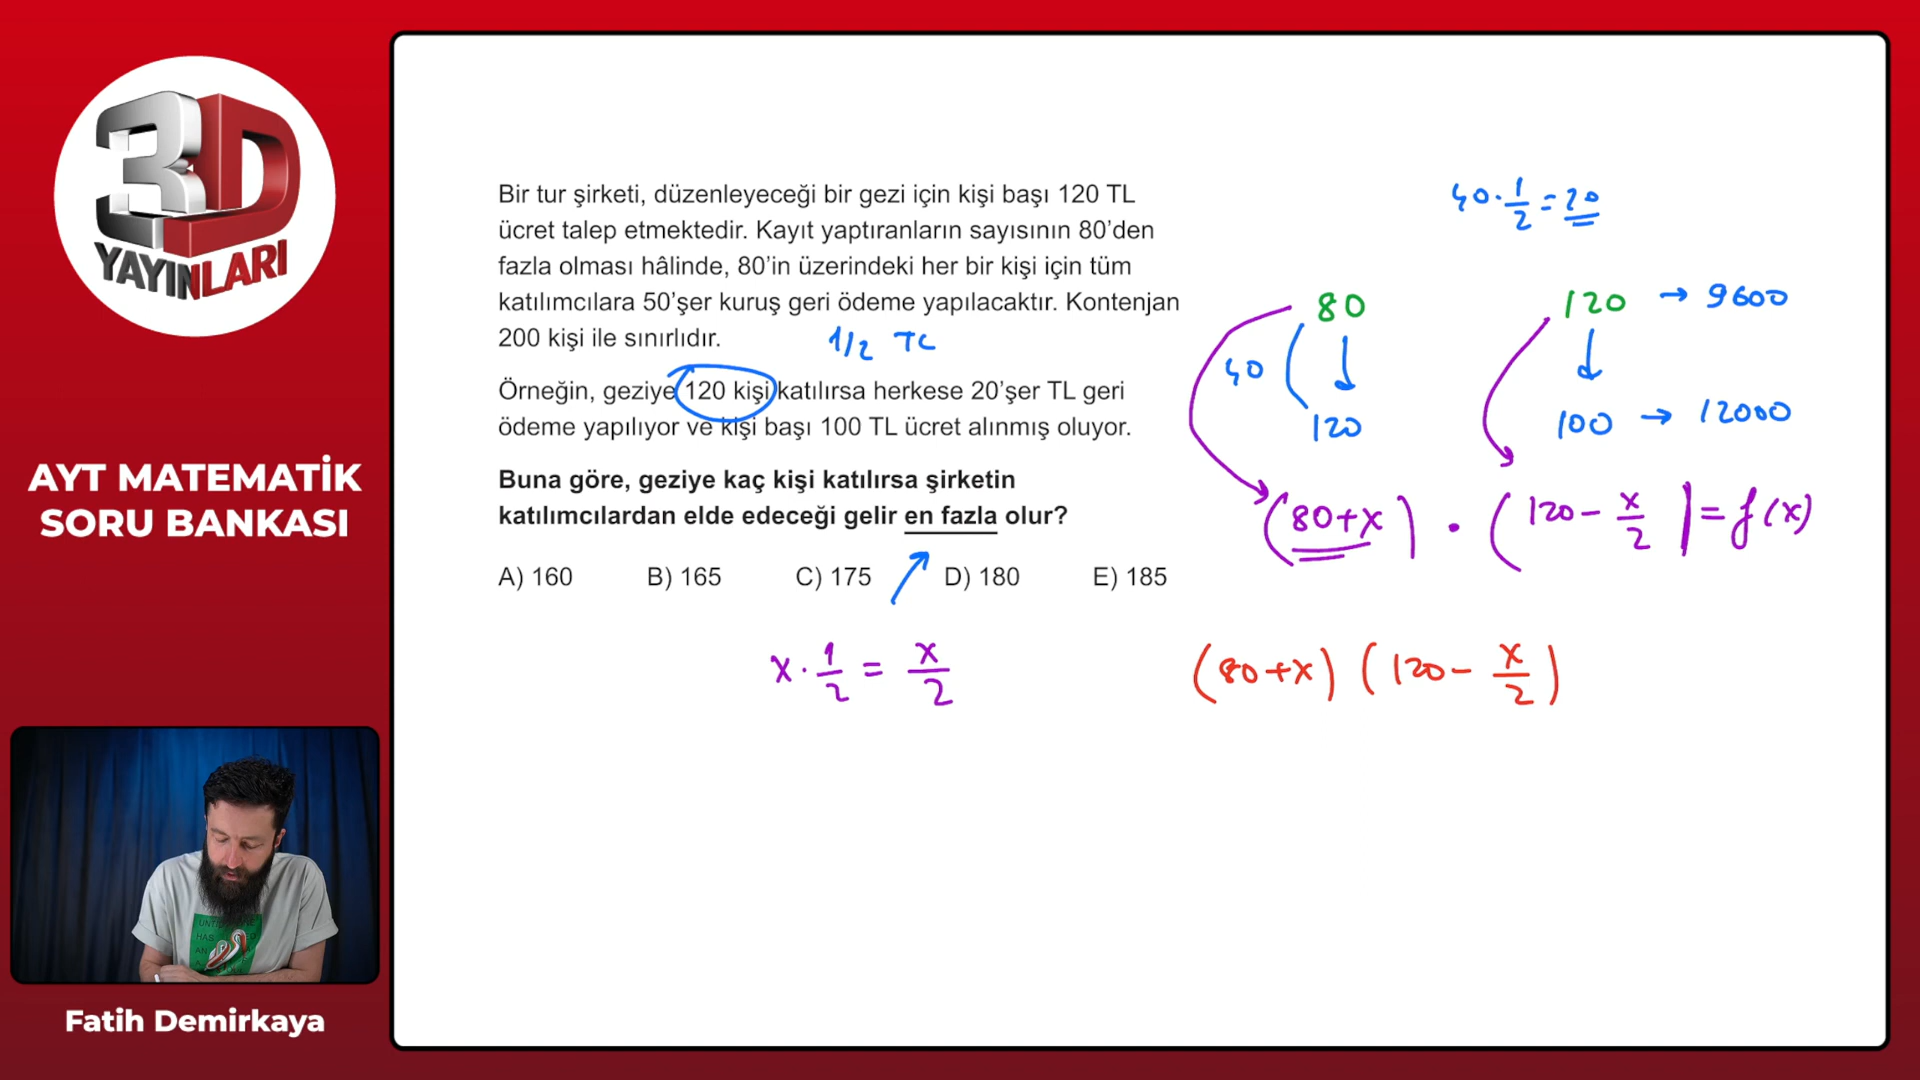 3D
YAYINLARI
AYT MATEMATİK
SORU BANKASI
Fatih Demirkaya
Bir tur şirketi, düzenleyeceği bir gezi için kişi başı 120 TL
ücret talep etmektedir. Kayıt yaptıranların sayısının 80’den
fazla olması hâlinde, 80’in üzerindeki her bir kişi için tüm
katılımcılara 50’şer kuruş geri ödeme yapılacaktır. Kontenjan
200 kişi ile sınırlıdır.
1/2 TL
Örneğin, geziye 120 kişi katılırsa herkese 20’şer TL geri
ödeme yapılıyor ve kişi başı 100 TL ücret alınmış oluyor.
Buna göre, geziye kaç kişi katılırsa şirketin
katılımcılardan elde edeceği gelir en fazla olur?
A) 160 B) 165 C) 175 D) 180 E) 185
x · 1/2 = x/2
40 · 1/2 = 20
80 120 → 9600
40
120 100 → 12000
(80+x) · (120 - x/2) = f(x)
(80+x) (120 - x/2)